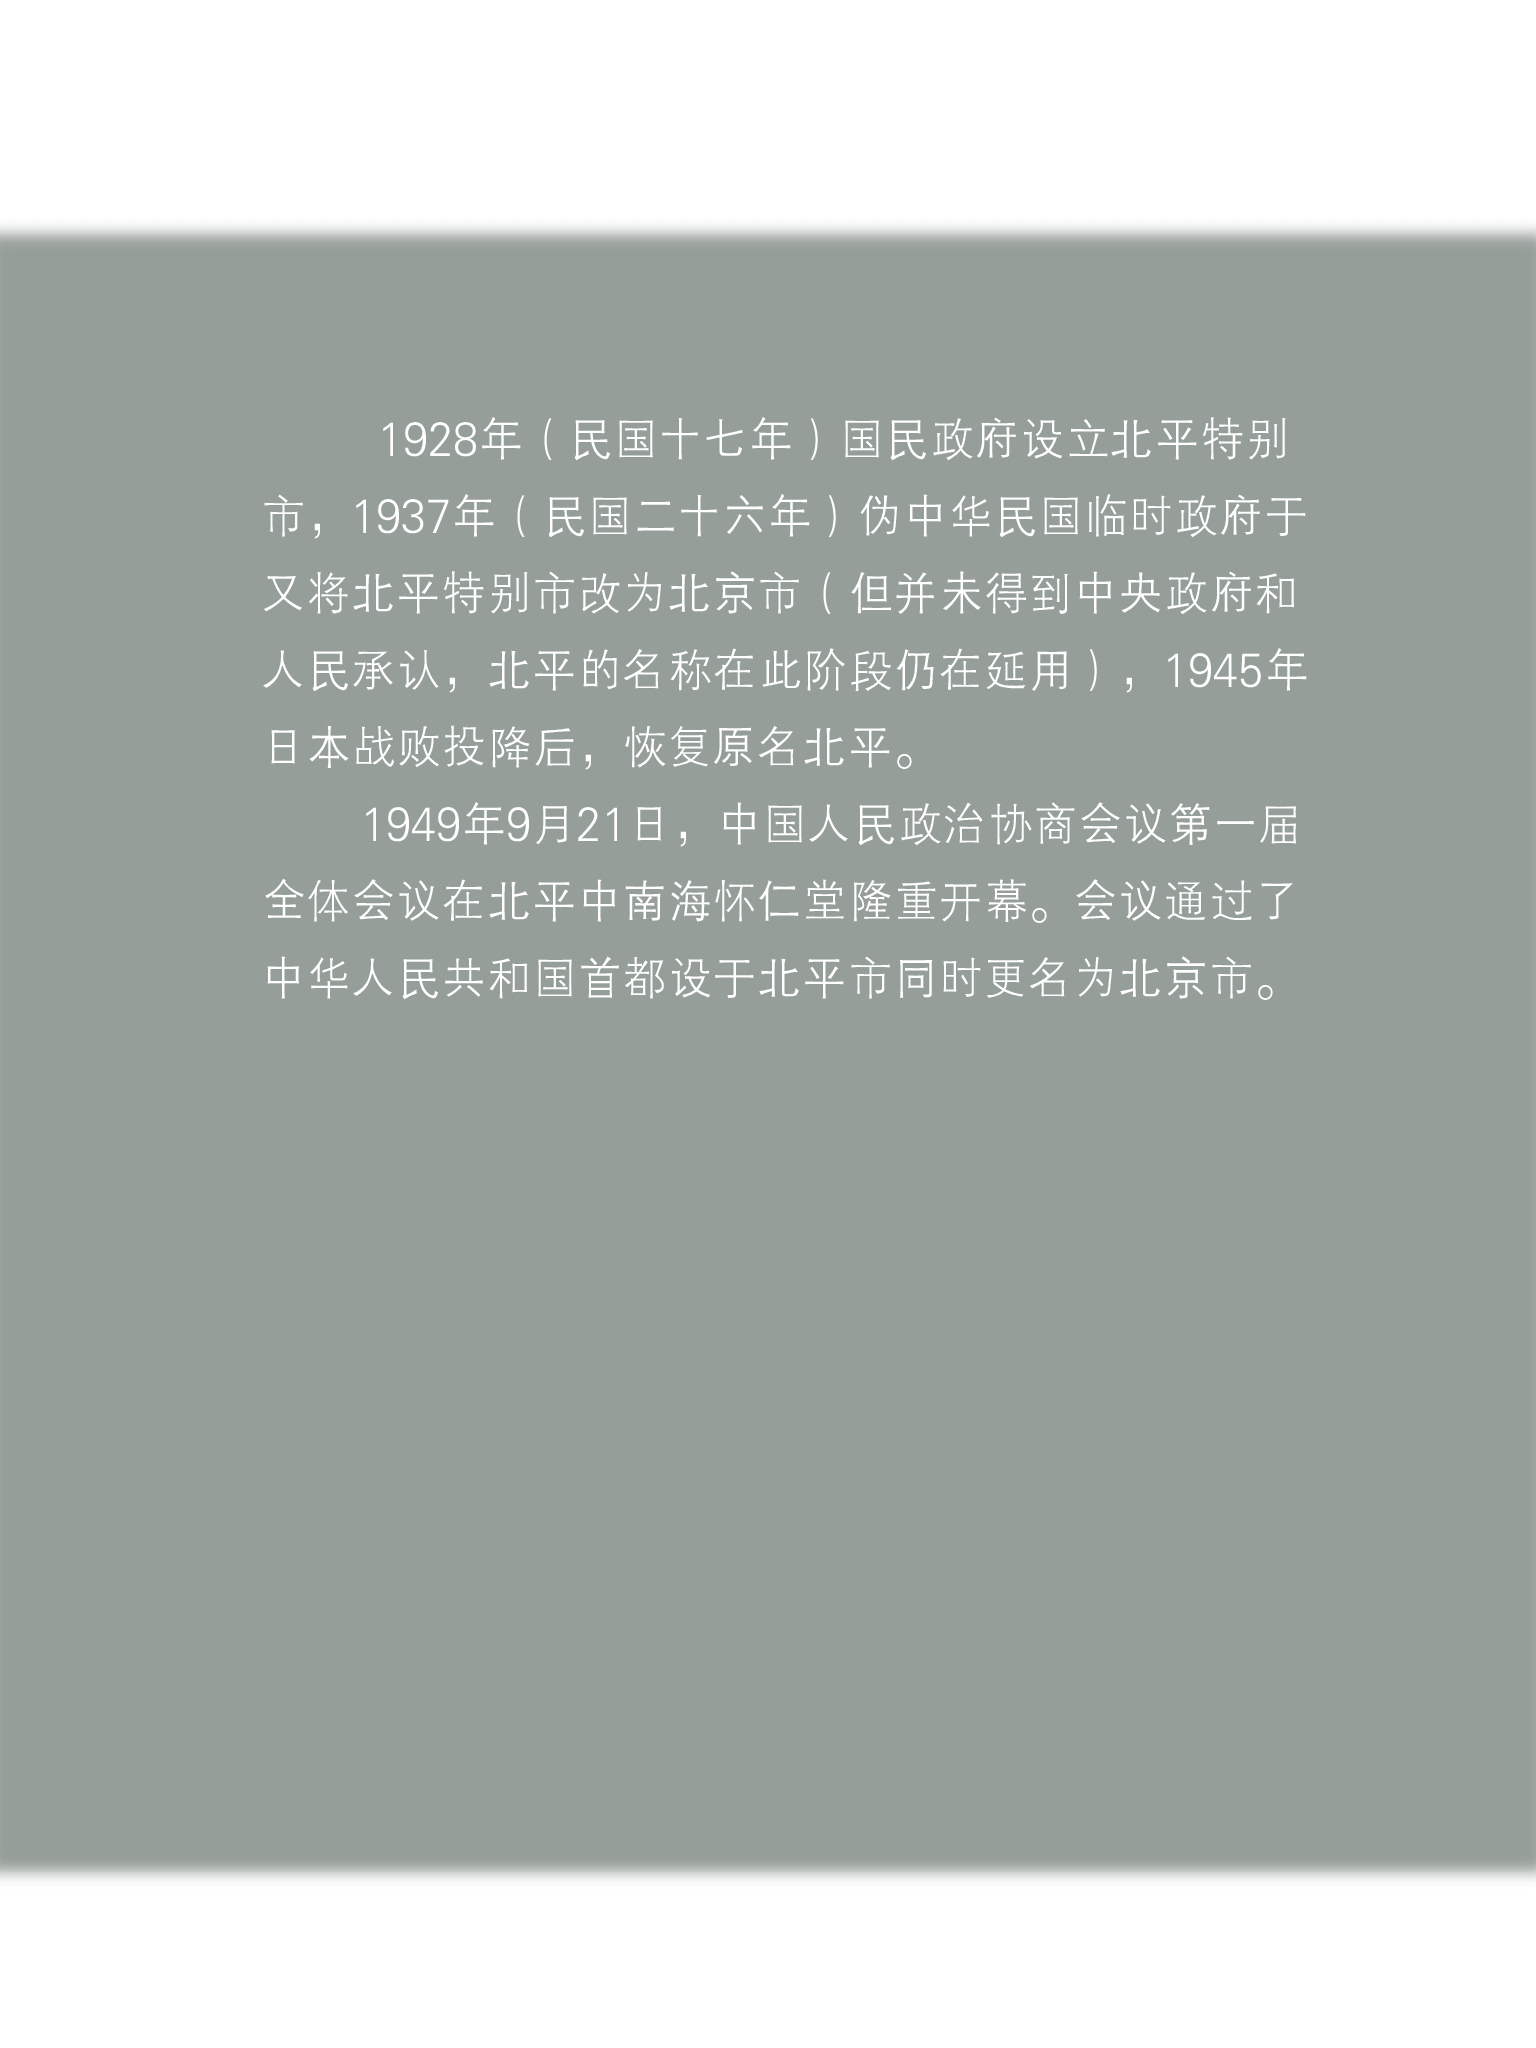 1928年（民国十七年）国民政府设立北平特别
市，1937年（民国二十六年）伪中华民国临时政府于
又将北平特别市改为北京市（但并未得到中央政府和
人民承认，北平的名称在此阶段仍在延用），1945年
日本战败投降后，恢复原名北平。
1949年9月21日，中国人民政治协商会议第一届
全体会议在北平中南海怀仁堂隆重开幕。会议通过了
中华人民共和国首都设于北平市同时更名为北京市。